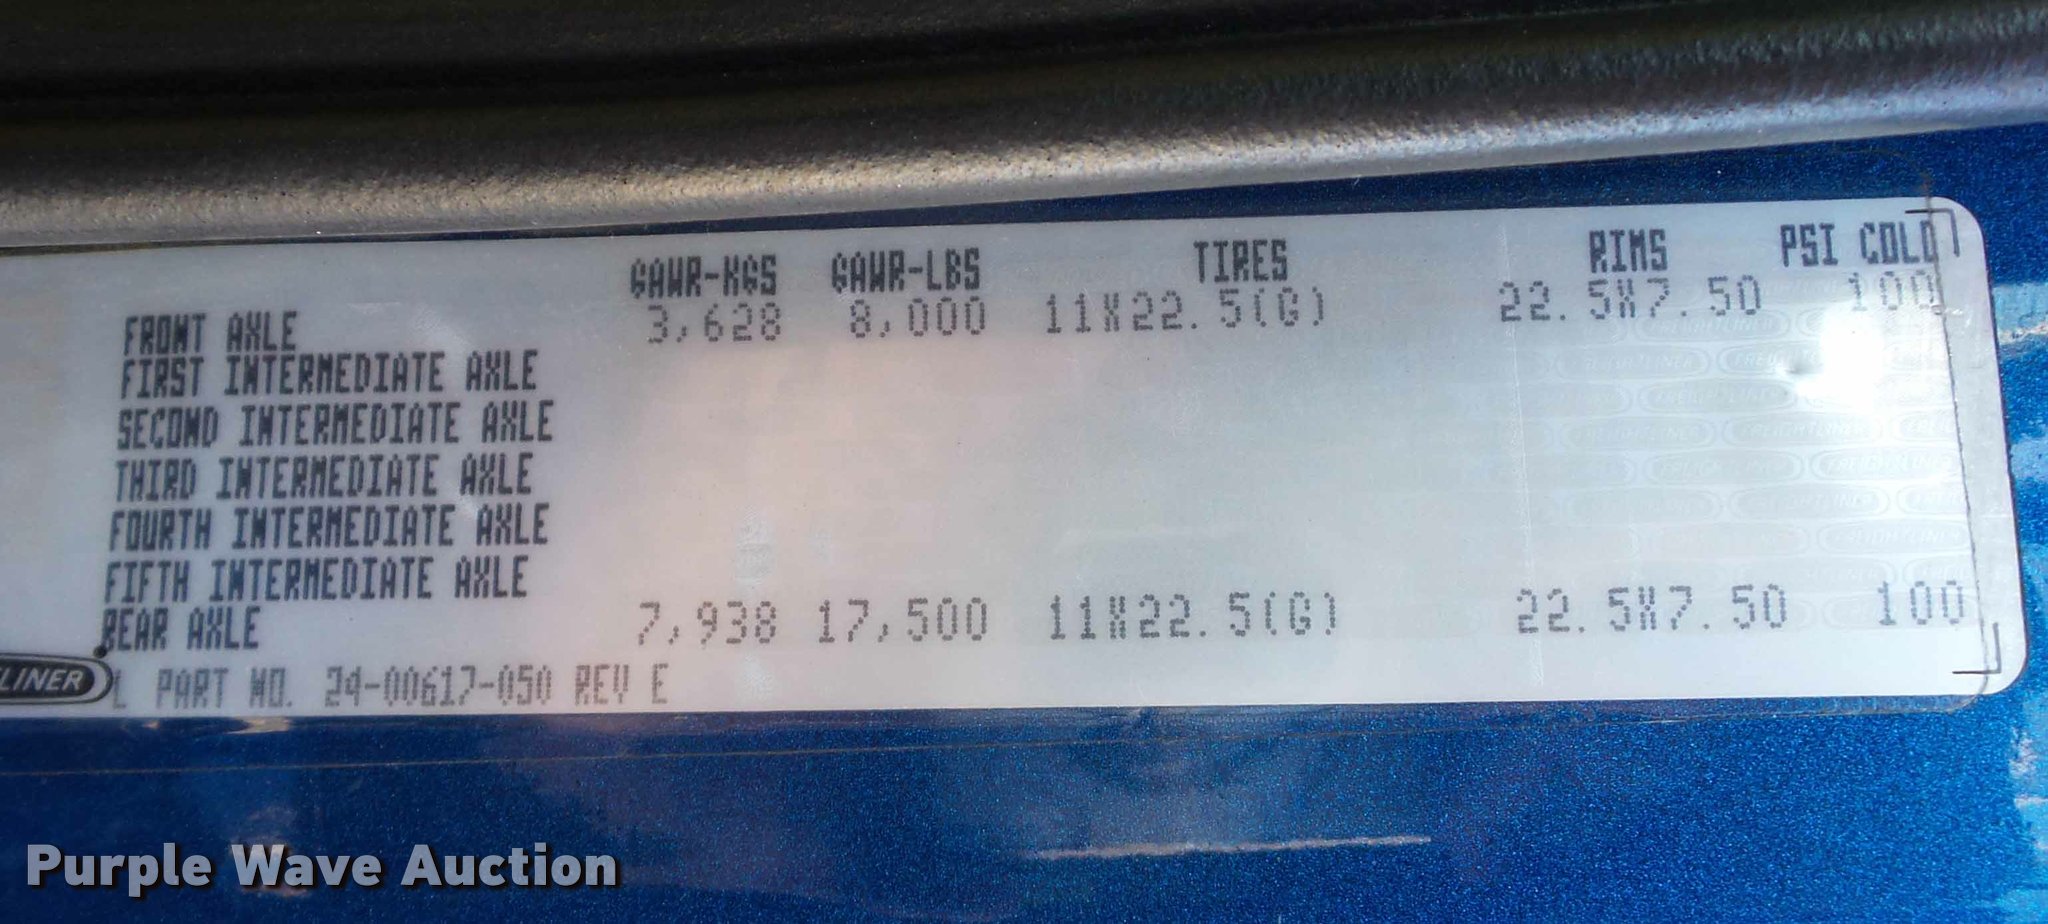 GAWR-KGS GAWR-LBS TIRES RIMS PSI COLD
FRONT AXLE 3,628 8,000 11X22.5(G) 22.5X7.50 100
FIRST INTERMEDIATE AXLE
SECOND INTERMEDIATE AXLE
THIRD INTERMEDIATE AXLE
FOURTH INTERMEDIATE AXLE
FIFTH INTERMEDIATE AXLE
REAR AXLE 7,938 17,500 11X22.5(G) 22.5X7.50 100
LINER L PART NO. 24-00617-050 REV E
Purple Wave Auction